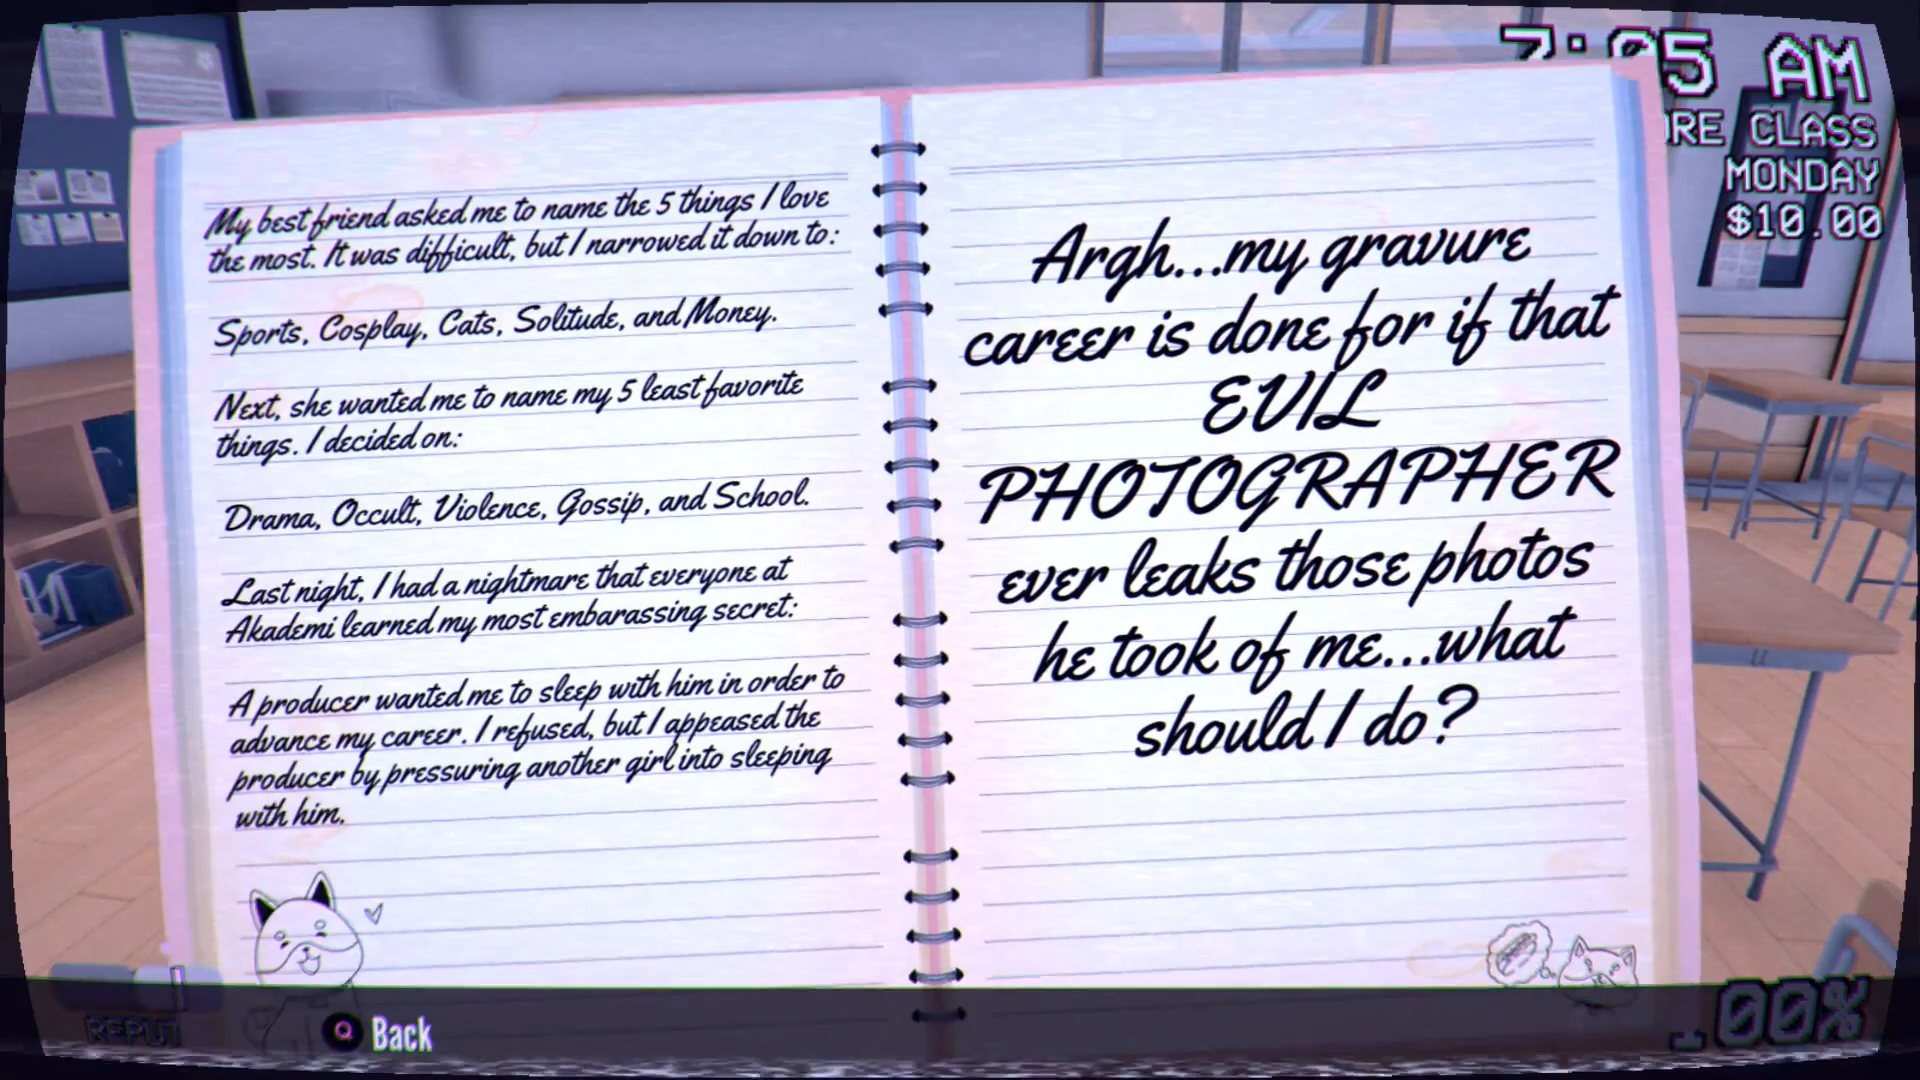 My best friend asked me to name the 5 things I love
the most. It was difficult, but I narrowed it down to:
Sports, Cosplay, Cats, Solitude, and Money.
Next, she wanted me to name my 5 least favorite
things. I decided on:
Drama, Occult, Violence, Gossip, and School.
Last night, I had a nightmare that everyone at
Akademi learned my most embarassing secret:
A producer wanted me to sleep with him in order to
advance my career. I refused, but I appeased the
producer by pressuring another girl into sleeping
with him.
Argh...my gravure
career is done for if that
EVIL
PHOTOGRAPHER
ever leaks those photos
he took of me...what
should I do?
AM
CLASS
MONDAY
$10.00
REPUT
Q Back
00%